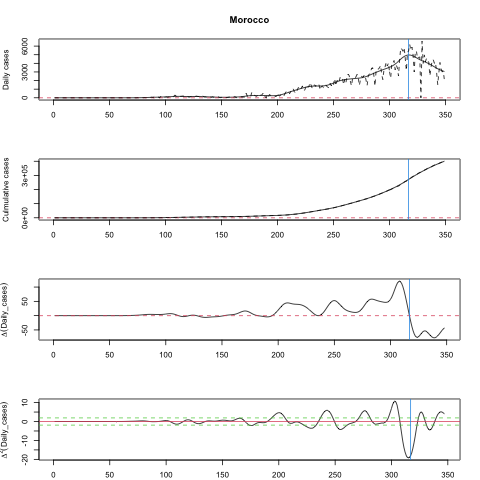 Morocco
Daily cases
6000
3000
0
0 50 100 150 200 250 300 350
Culmulative cases
3e+05
0e+00
0 50 100 150 200 250 300 350
Δ(Daily_cases)
50
-50
0 50 100 150 200 250 300 350
Δ²(Daily_cases)
10
0
-10
-20
0 50 100 150 200 250 300 350